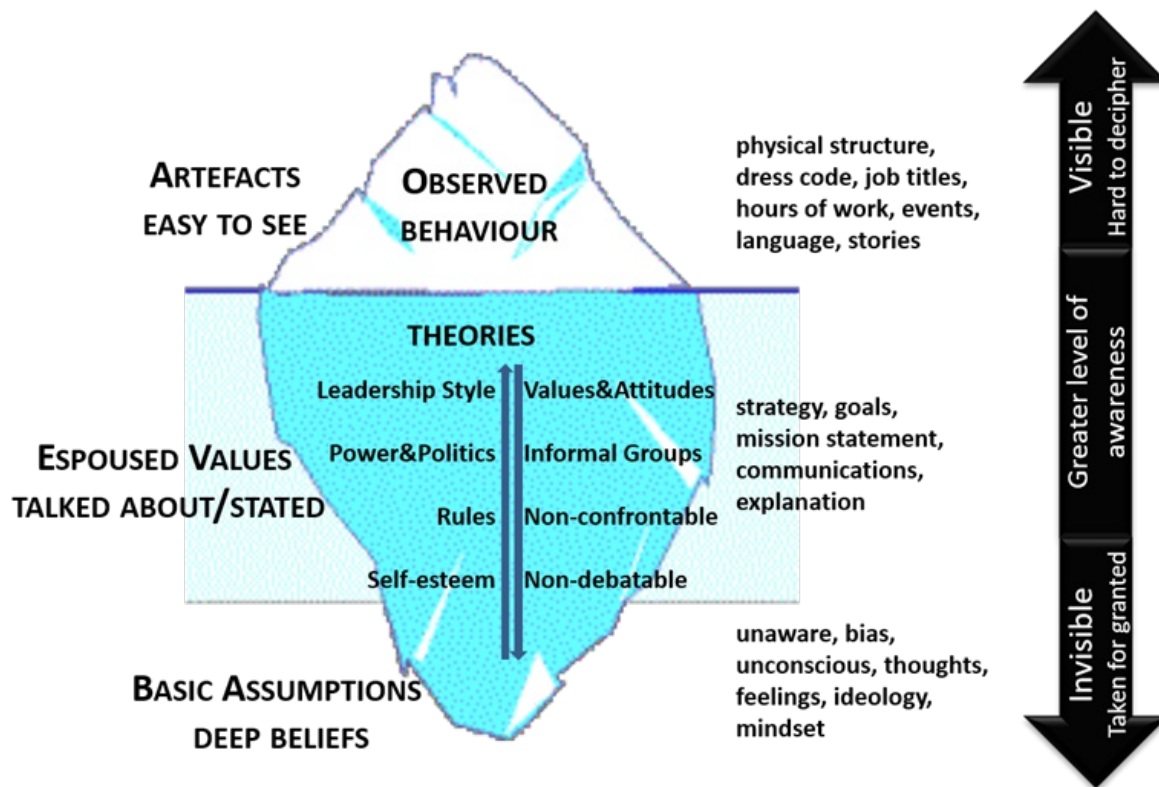 ARTEFACTS
EASY TO SEE
OBSERVED
BEHAVIOUR
physical structure,
dress code, job titles,
hours of work, events,
language, stories
THEORIES
Leadership Style
Values&Attitudes
Power&Politics
Informal Groups
Rules
Non-confrontable
Self-esteem
Non-debatable
ESPOUSED VALUES
TALKED ABOUT/STATED
strategy, goals,
mission statement,
communications,
explanation
BASIC ASSUMPTIONS
DEEP BELIEFS
unaware, bias,
unconscious, thoughts,
feelings, ideology,
mindset
Visible
Hard to decipher
Greater level of
awareness
Invisible
Taken for granted